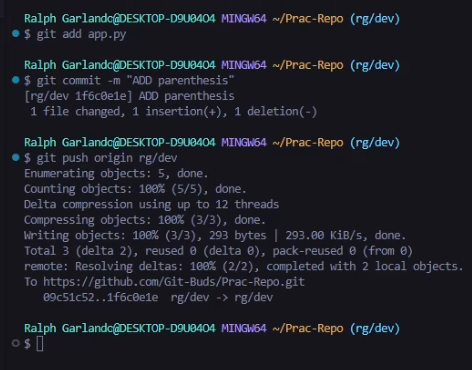 Ralph Garlandc@DESKTOP-D9U04O4 MINGW64 ~/Prac-Repo (rg/dev)
$ git add app.py
Ralph Garlandc@DESKTOP-D9U04O4 MINGW64 ~/Prac-Repo (rg/dev)
$ git commit -m "ADD parenthesis"
[rg/dev 1f6c0e1e] ADD parenthesis
1 file changed, 1 insertion(+), 1 deletion(-)
Ralph Garlandc@DESKTOP-D9U04O4 MINGW64 ~/Prac-Repo (rg/dev)
$ git push origin rg/dev
Enumerating objects: 5, done.
Counting objects: 100% (5/5), done.
Delta compression using up to 12 threads
Compressing objects: 100% (3/3), done.
Writing objects: 100% (3/3), 293 bytes | 293.00 KiB/s, done.
Total 3 (delta 2), reused 0 (delta 0), pack-reused 0 (from 0)
remote: Resolving deltas: 100% (2/2), completed with 2 local objects.
To https://github.com/Git-Buds/Prac-Repo.git
09c51c52..1f6c0e1e  rg/dev -> rg/dev
Ralph Garlandc@DESKTOP-D9U04O4 MINGW64 ~/Prac-Repo (rg/dev)
$